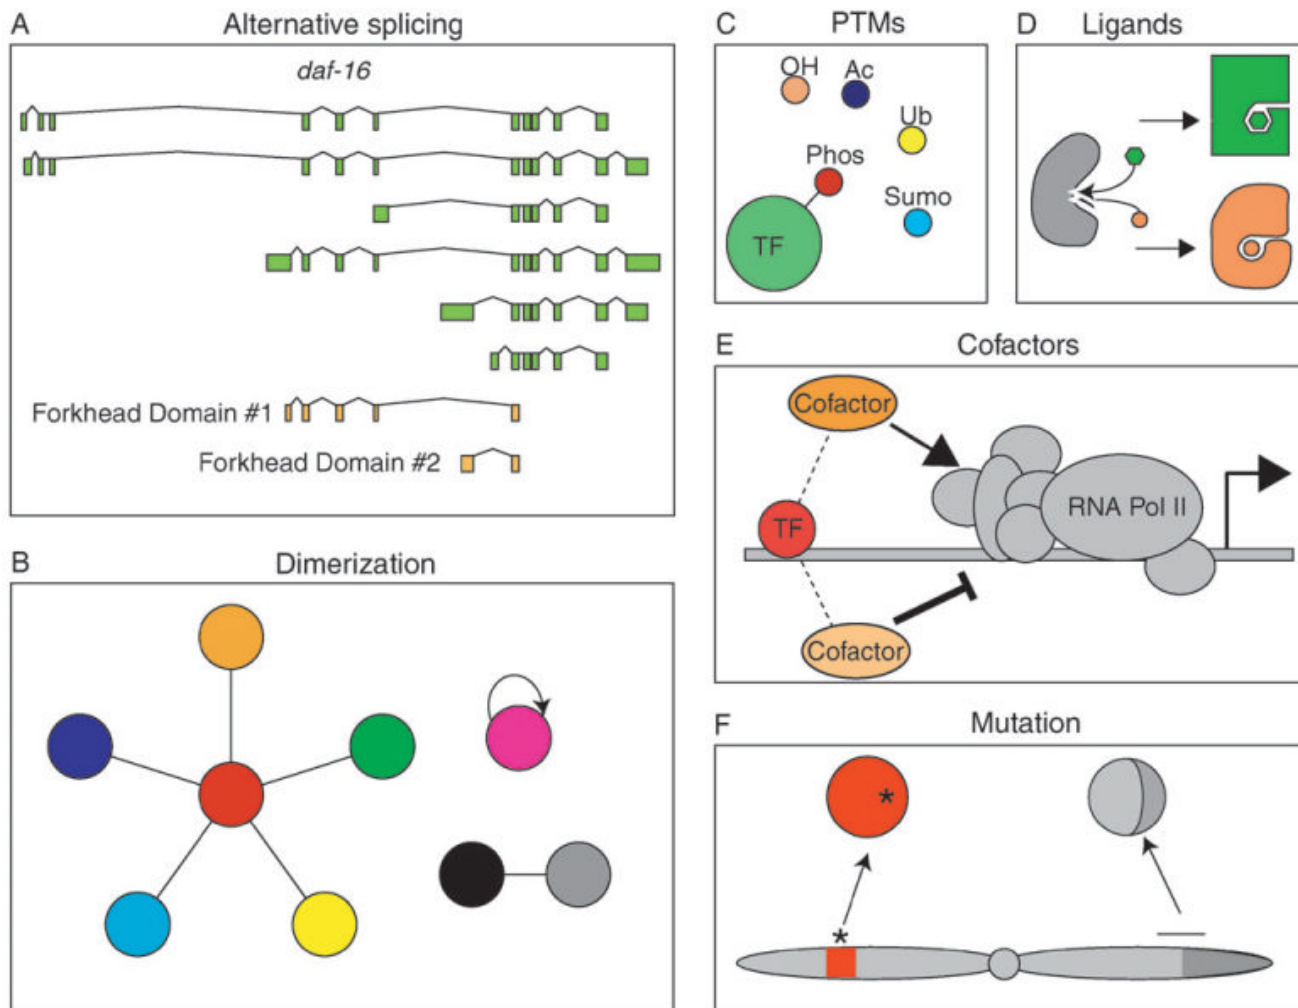 A
Alternative splicing
daf-16
Forkhead Domain #1
Forkhead Domain #2
B
Dimerization
C
PTMs
OH
Ac
Ub
Phos
Sumo
TF
D
Ligands
E
Cofactors
Cofactor
TF
RNA Pol II
Cofactor
F
Mutation
*
*